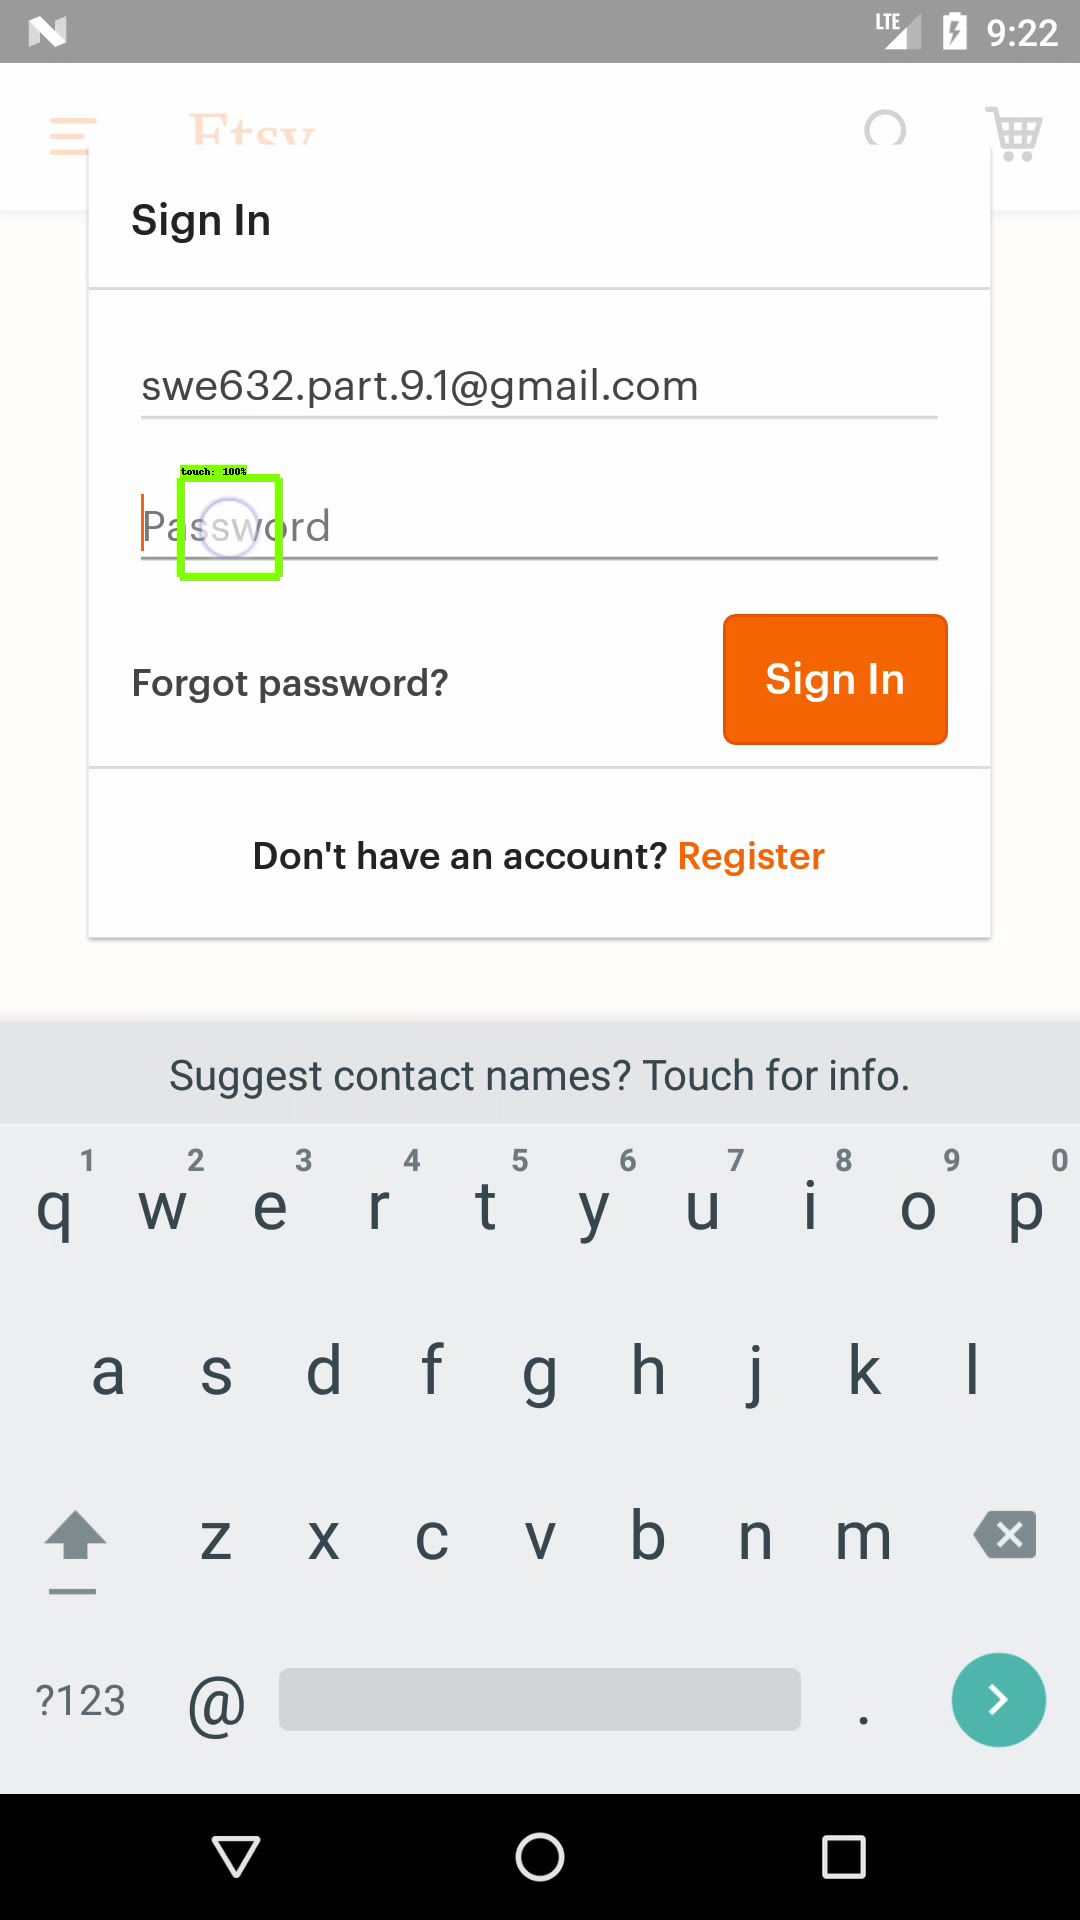 LTE 9:22
Etsy
Sign In
swe632.part.9.1@gmail.com
touch: 100%
Password
Forgot password?
Sign In
Don't have an account? Register
Suggest contact names? Touch for info.
1 2 3 4 5 6 7 8 9 0
q w e r t y u i o p
a s d f g h j k l
z x c v b n m
?123 @ .